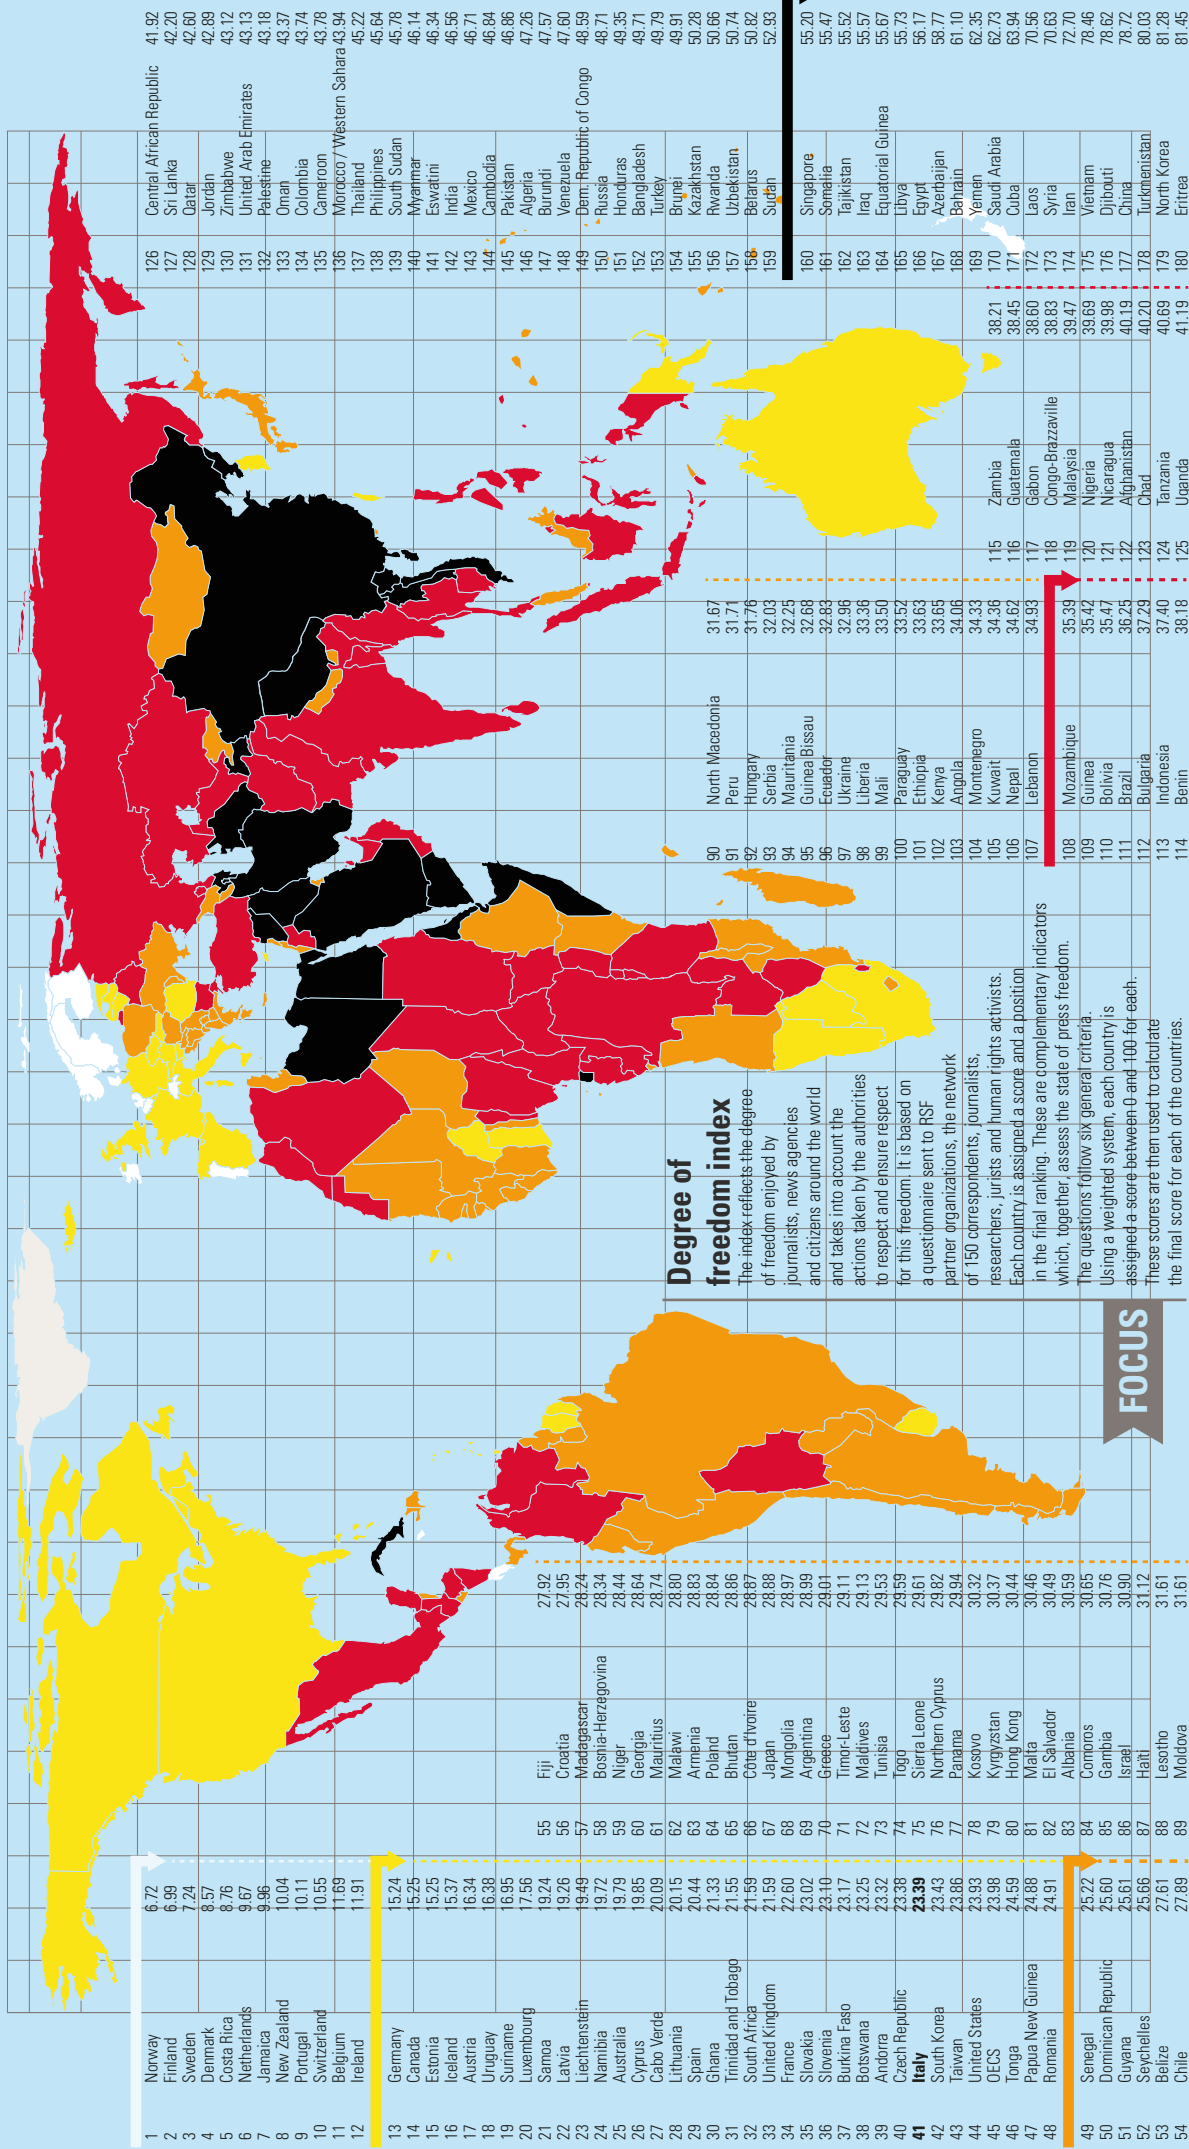 1 Norway 6.72
2 Finland 6.99
3 Sweden 7.24
4 Denmark 8.57
5 Costa Rica 8.76
6 Netherlands 9.67
7 Jamaica 9.96
8 New Zealand 10.04
9 Portugal 10.11
10 Switzerland 10.55
11 Belgium 11.69
12 Ireland 11.91
13 Germany 15.24
14 Canada 15.25
15 Estonia 15.25
16 Iceland 15.37
17 Austria 16.34
18 Uruguay 16.38
19 Suriname 16.95
20 Luxembourg 17.56
21 Samoa 19.24
22 Latvia 19.26
23 Liechtenstein 19.49
24 Namibia 19.72
25 Australia 19.79
26 Cyprus 19.85
27 Cabo Verde 20.09
28 Lithuania 20.15
29 Spain 20.44
30 Ghana 21.33
31 Trinidad and Tobago 21.55
32 South Africa 21.59
33 United Kingdom 21.59
34 France 22.60
35 Slovakia 23.02
36 Slovenia 23.10
37 Burkina Faso 23.17
38 Botswana 23.25
39 Andorra 23.32
40 Czech Republic 23.38
41 Italy 23.39
42 South Korea 23.43
43 Taiwan 23.86
44 United States 23.93
45 OECS 23.98
46 Tonga 24.59
47 Papua New Guinea 24.88
48 Romania 24.91
49 Senegal 25.22
50 Dominican Republic 25.60
51 Guyana 25.61
52 Seychelles 25.66
53 Belize 27.61
54 Chile 27.89
55 Fiji 27.92
56 Croatia 27.95
57 Madagascar 28.24
58 Bosnia-Herzegovina 28.34
59 Niger 28.44
60 Georgia 28.64
61 Mauritius 28.74
62 Malawi 28.80
63 Armenia 28.83
64 Poland 28.84
65 Bhutan 28.86
66 Côte d'Ivoire 28.87
67 Japan 28.88
68 Mongolia 28.97
69 Argentina 28.99
70 Greece 29.01
71 Timor-Leste 29.11
72 Maldives 29.13
73 Tunisia 29.53
74 Togo 29.59
75 Sierra Leone 29.61
76 Northern Cyprus 29.82
77 Panama 29.94
78 Kosovo 30.32
79 Kyrgyzstan 30.37
80 Hong Kong 30.44
81 Malta 30.46
82 El Salvador 30.49
83 Albania 30.59
84 Comoros 30.65
85 Gambia 30.76
86 Israel 30.90
87 Haiti 31.12
88 Lesotho 31.61
89 Moldova 31.61
FOCUS
Degree of
freedom index
The index reflects the degree
of freedom enjoyed by
journalists, news agencies
and citizens around the world
and takes into account the
actions taken by the authorities
to respect and ensure respect
for this freedom. It is based on
a questionnaire sent to RSF
partner organizations, the network
of 150 correspondents, journalists,
researchers, jurists and human rights activists.
Each country is assigned a score and a position
in the final ranking. These are complementary indicators
which, together, assess the state of press freedom.
The questions follow six general criteria.
Using a weighted system, each country is
assigned a score between 0 and 100 for each.
These scores are then used to calculate
the final score for each of the countries.
90 North Macedonia 31.67
91 Peru 31.71
92 Hungary 31.76
93 Serbia 32.03
94 Mauritania 32.25
95 Guinea Bissau 32.68
96 Ecuador 32.83
97 Ukraine 32.96
98 Liberia 33.36
99 Mali 33.50
100 Paraguay 33.52
101 Ethiopia 33.63
102 Kenya 33.65
103 Angola 34.06
104 Montenegro 34.33
105 Kuwait 34.36
106 Nepal 34.62
107 Lebanon 34.93
108 Mozambique 35.39
109 Guinea 35.42
110 Bolivia 35.47
111 Brazil 36.25
112 Bulgaria 37.29
113 Indonesia 37.40
114 Benin 38.18
115 Zambia 38.21
116 Guatemala 38.45
117 Gabon 38.60
118 Congo-Brazzaville 38.83
119 Malaysia 39.47
120 Nigeria 39.69
121 Nicaragua 39.98
122 Afghanistan 40.19
123 Chad 40.20
124 Tanzania 40.69
125 Uganda 41.19
126 Central African Republic 41.92
127 Sri Lanka 42.20
128 Qatar 42.60
129 Jordan 42.89
130 Zimbabwe 43.12
131 United Arab Emirates 43.13
132 Palestine 43.18
133 Oman 43.37
134 Colombia 43.74
135 Cameroon 43.78
136 Morocco / Western Sahara 43.94
137 Thailand 45.22
138 Philippines 45.64
139 South Sudan 45.78
140 Myanmar 46.14
141 Eswatini 46.34
142 India 46.56
143 Mexico 46.71
144 Cambodia 46.84
145 Pakistan 46.86
146 Algeria 47.26
147 Burundi 47.57
148 Venezuela 47.60
149 Dem. Republic of Congo 48.59
150 Russia 48.71
151 Honduras 49.35
152 Bangladesh 49.71
153 Turkey 49.79
154 Brunei 49.91
155 Kazakhstan 50.28
156 Rwanda 50.66
157 Uzbekistan 50.74
158 Belarus 50.82
159 Sudan 52.93
160 Singapore 55.20
161 Somalia 55.47
162 Tajikistan 55.52
163 Iraq 55.57
164 Equatorial Guinea 55.67
165 Libya 55.73
166 Egypt 56.17
167 Azerbaijan 58.77
168 Bahrain 61.10
169 Yemen 62.35
170 Saudi Arabia 62.73
171 Cuba 63.94
172 Laos 70.56
173 Syria 70.63
174 Iran 72.70
175 Vietnam 78.46
176 Djibouti 78.62
177 China 78.72
178 Turkmenistan 80.03
179 North Korea 81.28
180 Eritrea 81.45